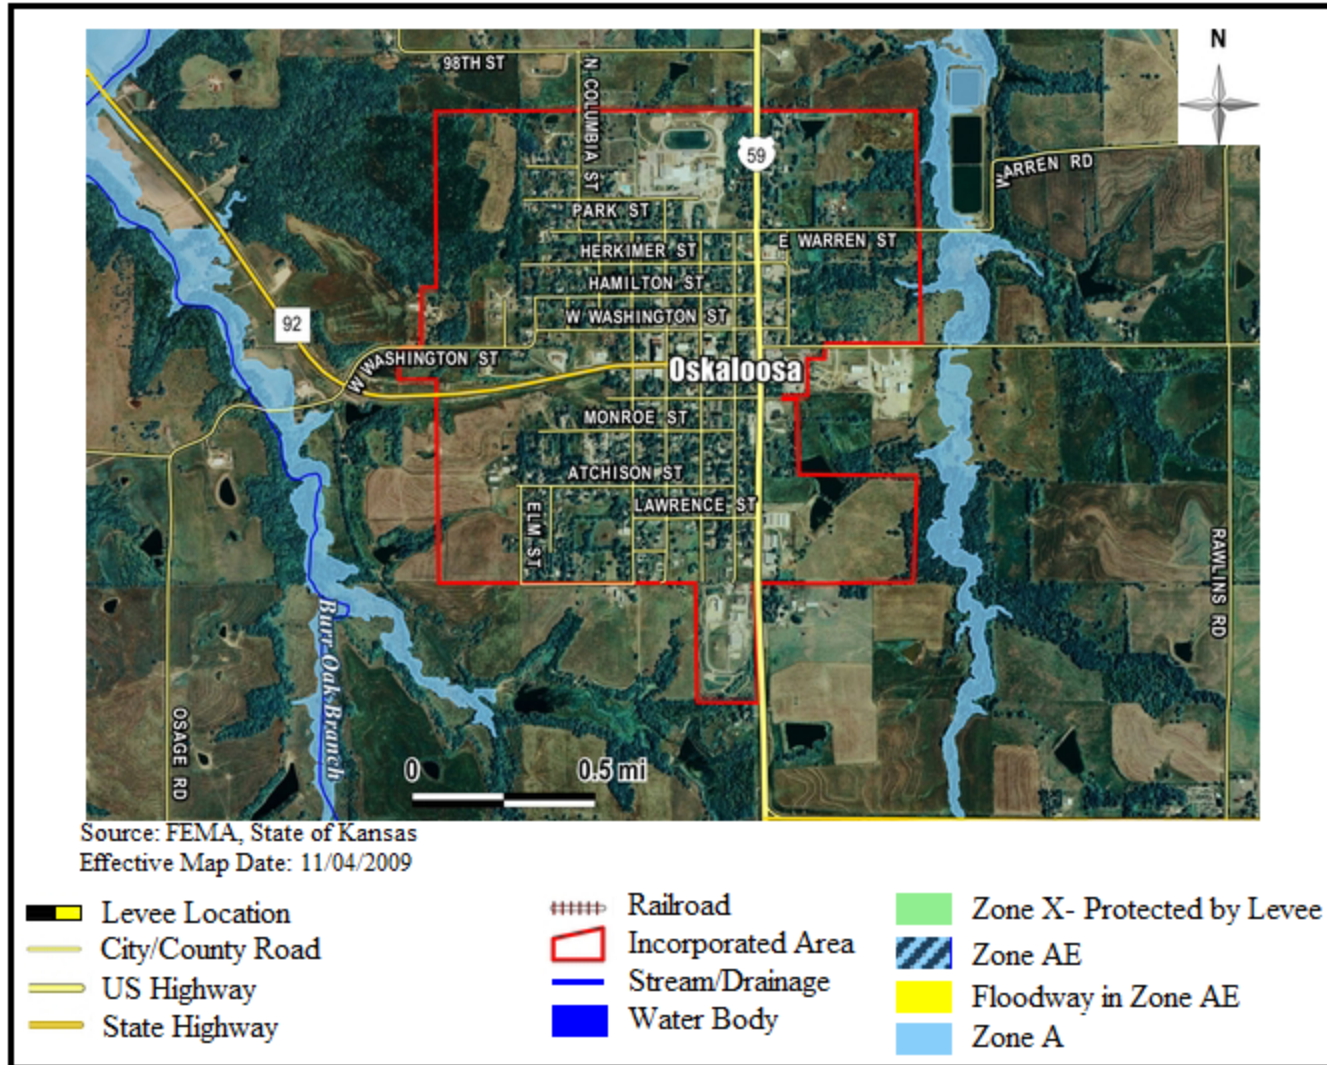 N
98TH ST
N COLUMBIA ST
59
WARREN RD
PARK ST
HERKIMER ST
E WARREN ST
HAMILTON ST
W WASHINGTON ST
92
W WASHINGTON ST
Oskaloosa
MONROE ST
ATCHISON ST
LAWRENCE ST
ELM ST
RAWLINS RD
Burr Oak Branch
OSAGE RD
0 0.5 mi
Source: FEMA, State of Kansas
Effective Map Date: 11/04/2009
Levee Location
City/County Road
US Highway
State Highway
Railroad
Incorporated Area
Stream/Drainage
Water Body
Zone X- Protected by Levee
Zone AE
Floodway in Zone AE
Zone A